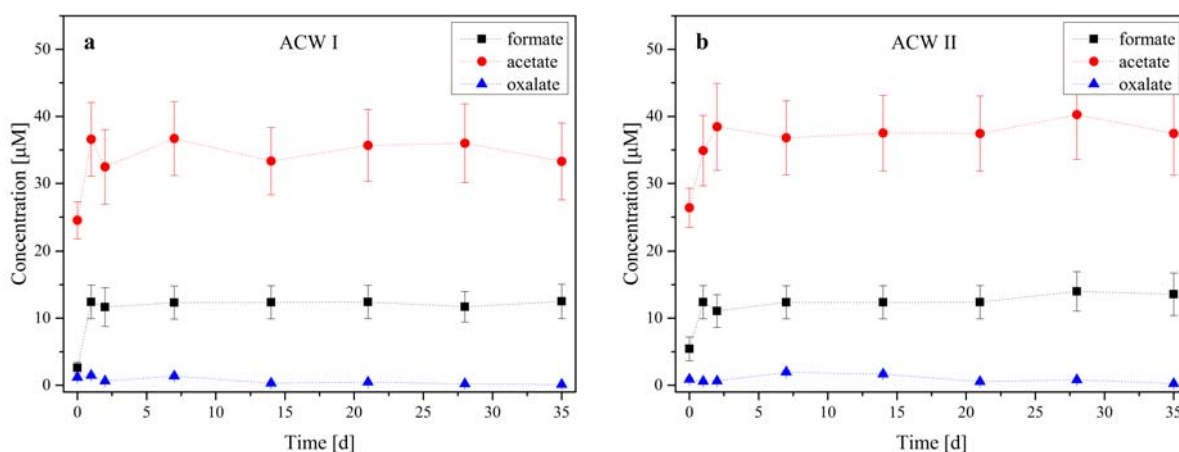 a
ACW I
formate
acetate
oxalate
50
40
30
20
10
0
Concentration [µM]
0 5 10 15 20 25 30 35
Time [d]
b
ACW II
formate
acetate
oxalate
50
40
30
20
10
0
Concentration [µM]
0 5 10 15 20 25 30 35
Time [d]